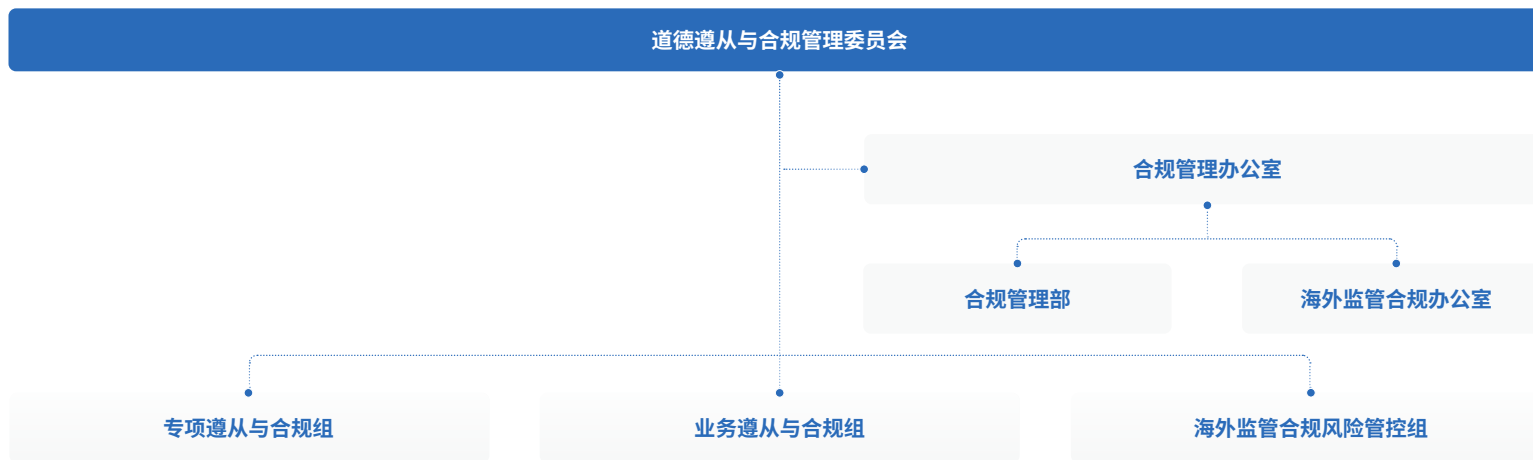 道德遵从与合规管理委员会
合规管理办公室
合规管理部
海外监管合规办公室
专项遵从与合规组
业务遵从与合规组
海外监管合规风险管控组